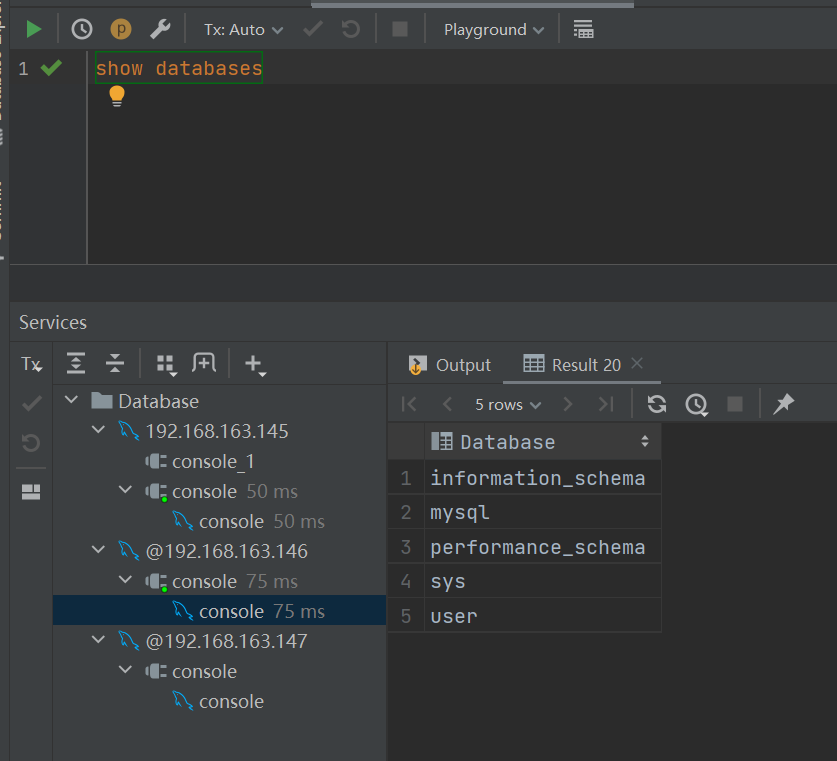 Tx: Auto Playground
1 show databases
Services
Tx
Output Result 20
5 rows
Database
192.168.163.145
console_1
console 50 ms
console 50 ms
@192.168.163.146
console 75 ms
console 75 ms
@192.168.163.147
console
console
Database
1 information_schema
2 mysql
3 performance_schema
4 sys
5 user